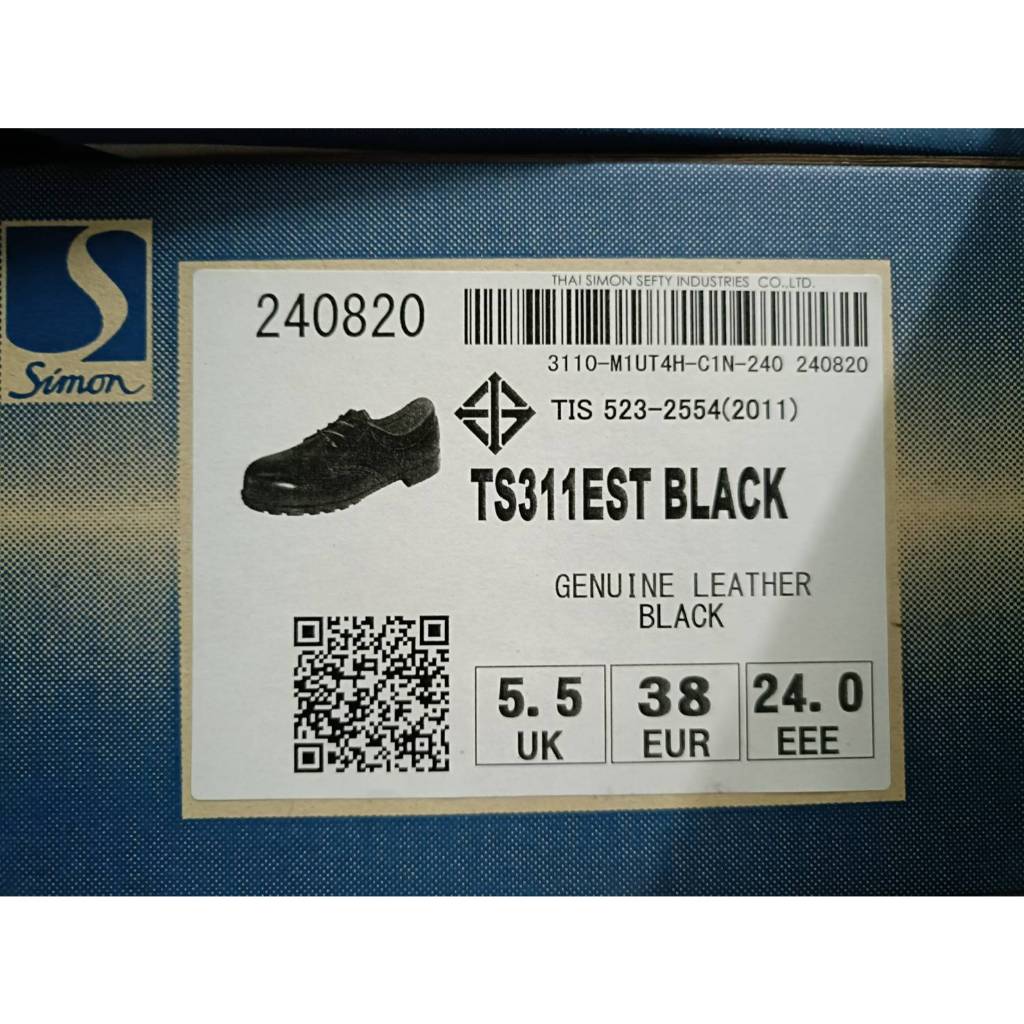 Simon
240820
THAI SIMON SEFTY INDUSTRIES CO.,LTD.
3110-M1UT4H-C1N-240 240820
TIS 523-2554(2011)
TS311EST BLACK
GENUINE LEATHER
BLACK
5.5 38 24.0
UK EUR EEE